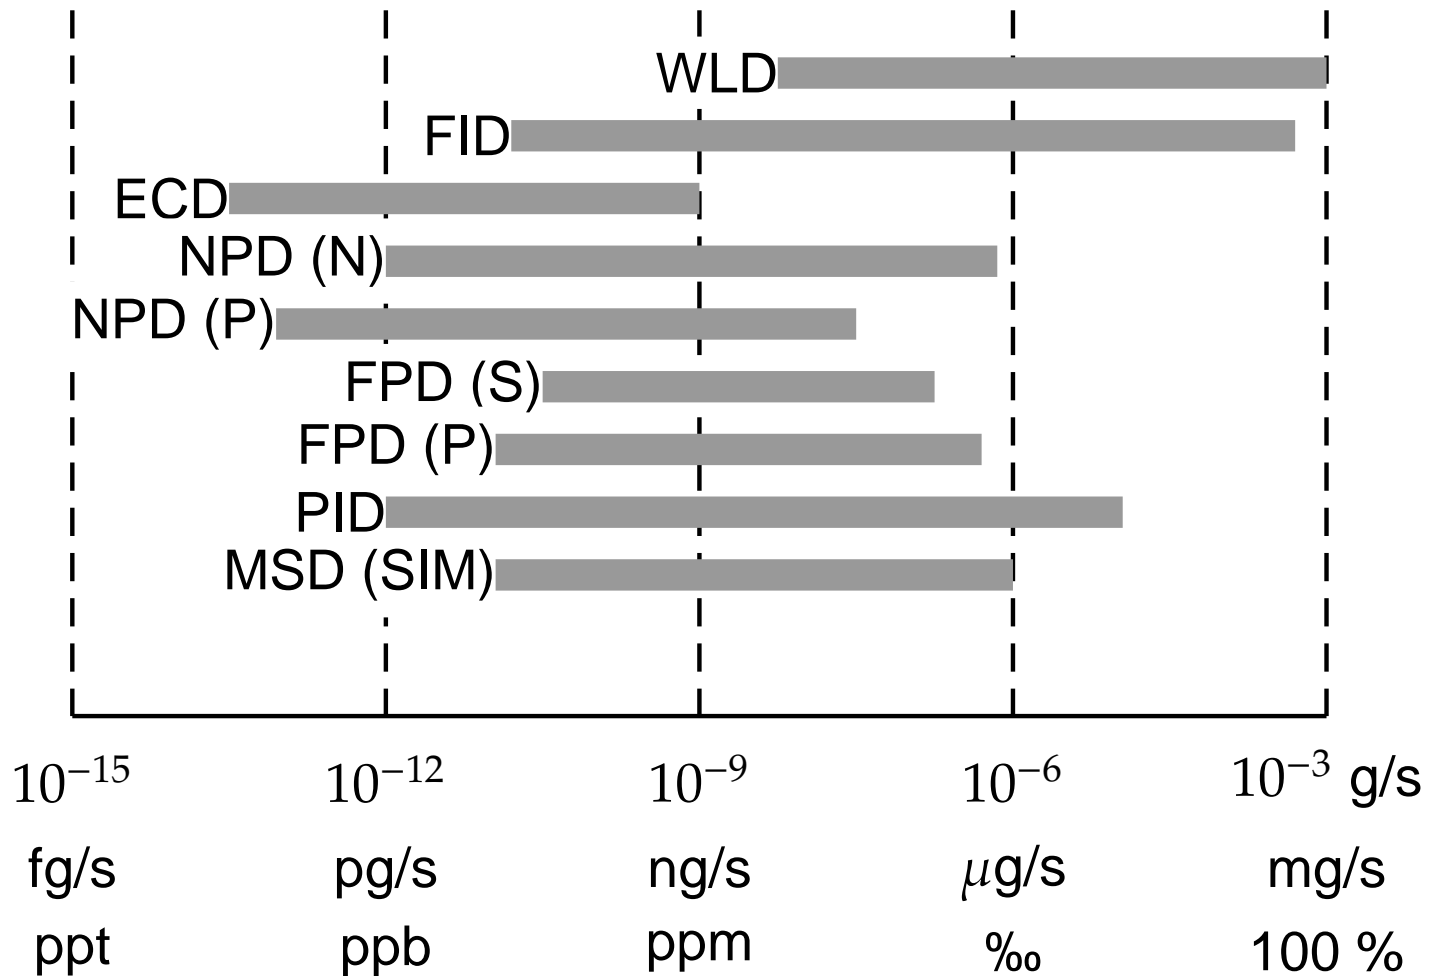 WLD
FID
ECD
NPD (N)
NPD (P)
FPD (S)
FPD (P)
PID
MSD (SIM)
10⁻¹⁵ 10⁻¹² 10⁻⁹ 10⁻⁶ 10⁻³ g/s
fg/s pg/s ng/s μg/s mg/s
ppt ppb ppm ‰ 100 %